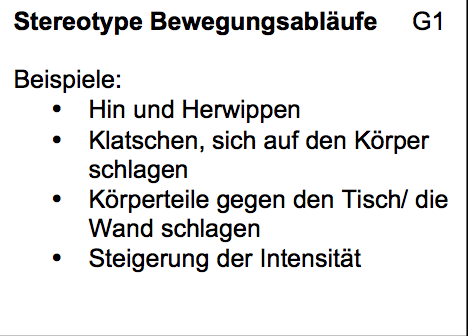 Stereotype Bewegungsabläufe G1
Beispiele:
• Hin und Herwippen
• Klatschen, sich auf den Körper
schlagen
• Körperteile gegen den Tisch/ die
Wand schlagen
• Steigerung der Intensität